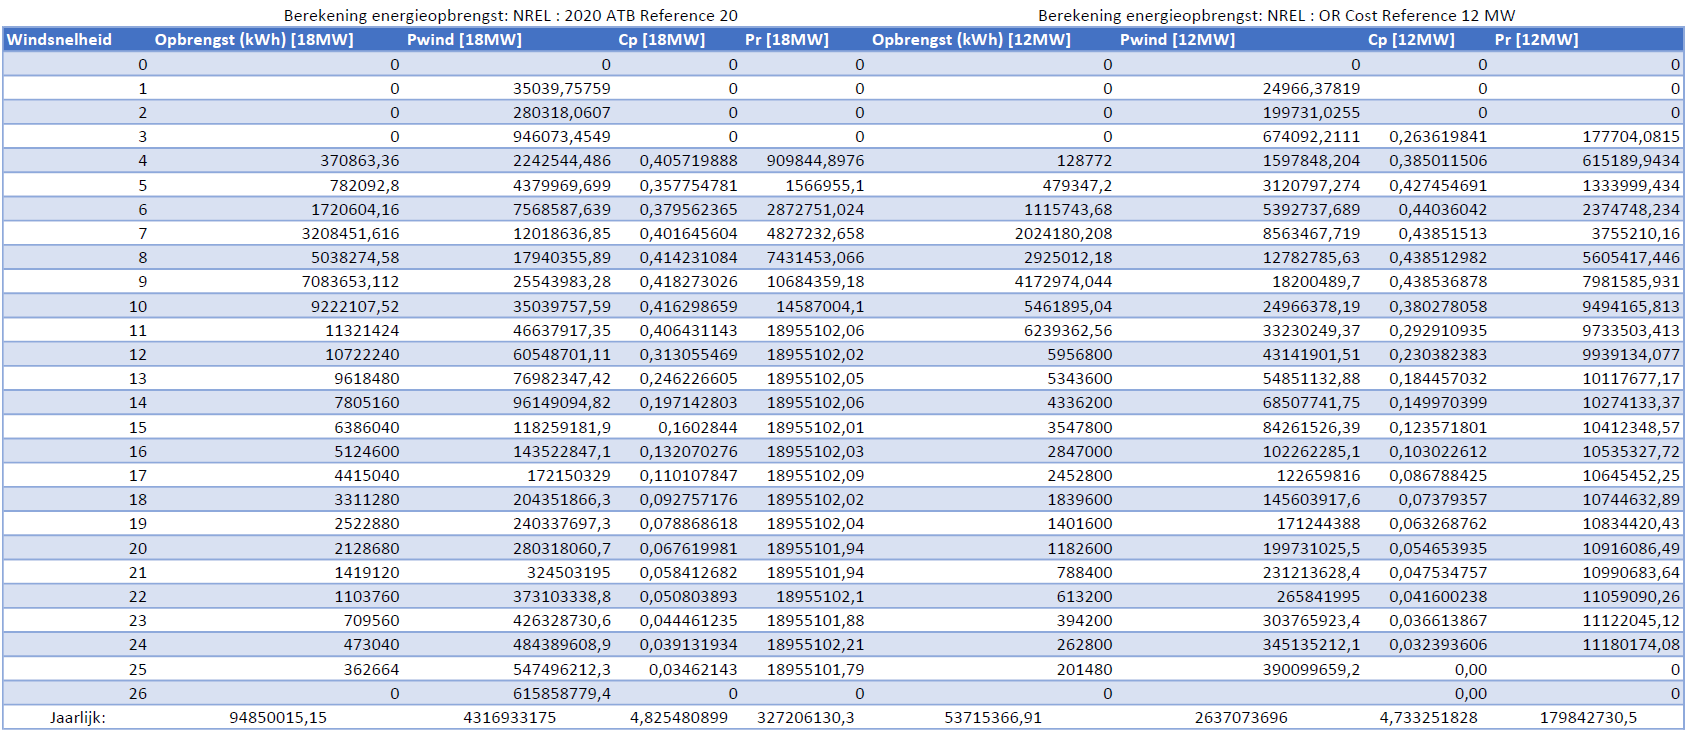 Berekening energieopbrengst: NREL : 2020 ATB Reference 20 Berekening energieopbrengst: NREL : OR Cost Reference 12 MW
Windsnelheid Opbrengst (kWh) [18MW] Pwind [18MW] Cp [18MW] Pr [18MW] Opbrengst (kWh) [12MW] Pwind [12MW] Cp [12MW] Pr [12MW]
0 0 0 0 0 0 0 0 0
1 0 35039,75759 0 0 0 24966,37819 0 0
2 0 280318,0607 0 0 0 199731,0255 0 0
3 0 946073,4549 0 0 0 674092,2111 0,263619841 177704,0815
4 370863,36 2242544,486 0,405719888 909844,8976 128772 1597848,204 0,385011506 615189,9434
5 782092,8 4379969,699 0,357754781 1566955,1 479347,2 3120797,274 0,427454691 1333999,434
6 1720604,16 7568587,639 0,379562365 2872751,024 1115743,68 5392737,689 0,44036042 2374748,234
7 3208451,616 12018636,85 0,401645604 4827232,658 2024180,208 8563467,719 0,43851513 3755210,16
8 5038274,58 17940355,89 0,414231084 7431453,066 2925012,18 12782785,63 0,438512982 5605417,446
9 7083653,112 25543983,28 0,418273026 10684359,18 4172974,044 18200489,7 0,438536878 7981585,931
10 9222107,52 35039757,59 0,416298659 14587004,1 5461895,04 24966378,19 0,380278058 9494165,813
11 11321424 46637917,35 0,406431143 18955102,06 6239362,56 33230249,37 0,292910935 9733503,413
12 10722240 60548701,11 0,313055469 18955102,02 5956800 43141901,51 0,230382383 9939134,077
13 9618480 76982347,42 0,246226605 18955102,05 5343600 54851132,88 0,184457032 10117677,17
14 7805160 96149094,82 0,197142803 18955102,06 4336200 68507741,75 0,149970399 10274133,37
15 6386040 118259181,9 0,1602844 18955102,01 3547800 84261526,39 0,123571801 10412348,57
16 5124600 143522847,1 0,132070276 18955102,03 2847000 102262285,1 0,103022612 10535327,72
17 4415040 172150329 0,110107847 18955102,09 2452800 122659816 0,086788425 10645452,25
18 3311280 204351866,3 0,092757176 18955102,02 1839600 145603917,6 0,07379357 10744632,89
19 2522880 240337697,3 0,078868618 18955102,04 1401600 171244388 0,063268762 10834420,43
20 2128680 280318060,7 0,067619981 18955101,94 1182600 199731025,5 0,054653935 10916086,49
21 1419120 324503195 0,058412682 18955101,94 788400 231213628,4 0,047534757 10990683,64
22 1103760 373103338,8 0,050803893 18955102,1 613200 265841995 0,041600238 11059090,26
23 709560 426328730,6 0,044461235 18955101,88 394200 303765923,4 0,036613867 11122045,12
24 473040 484389608,9 0,039131934 18955102,21 262800 345135212,1 0,032393606 11180174,08
25 362664 547496212,3 0,03462143 18955101,79 201480 390099659,2 0,00 0
26 0 615858779,4 0 0 0 0,00 0
Jaarlijk: 94850015,15 4316933175 4,825480899 327206130,3 53715366,91 2637073696 4,733251828 179842730,5